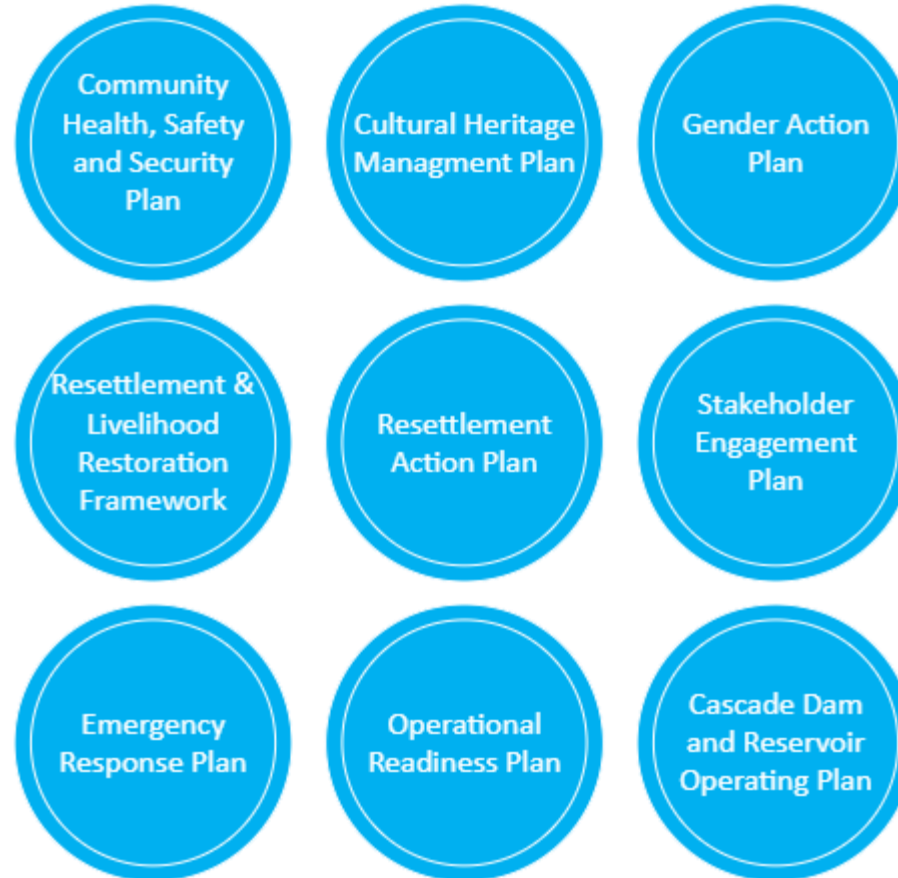 Community
Health, Safety
and Security
Plan
Cultural Heritage
Managment Plan
Gender Action
Plan
Resettlement &
Livelihood
Restoration
Framework
Resettlement
Action Plan
Stakeholder
Engagement
Plan
Emergency
Response Plan
Operational
Readiness Plan
Cascade Dam
and Reservoir
Operating Plan